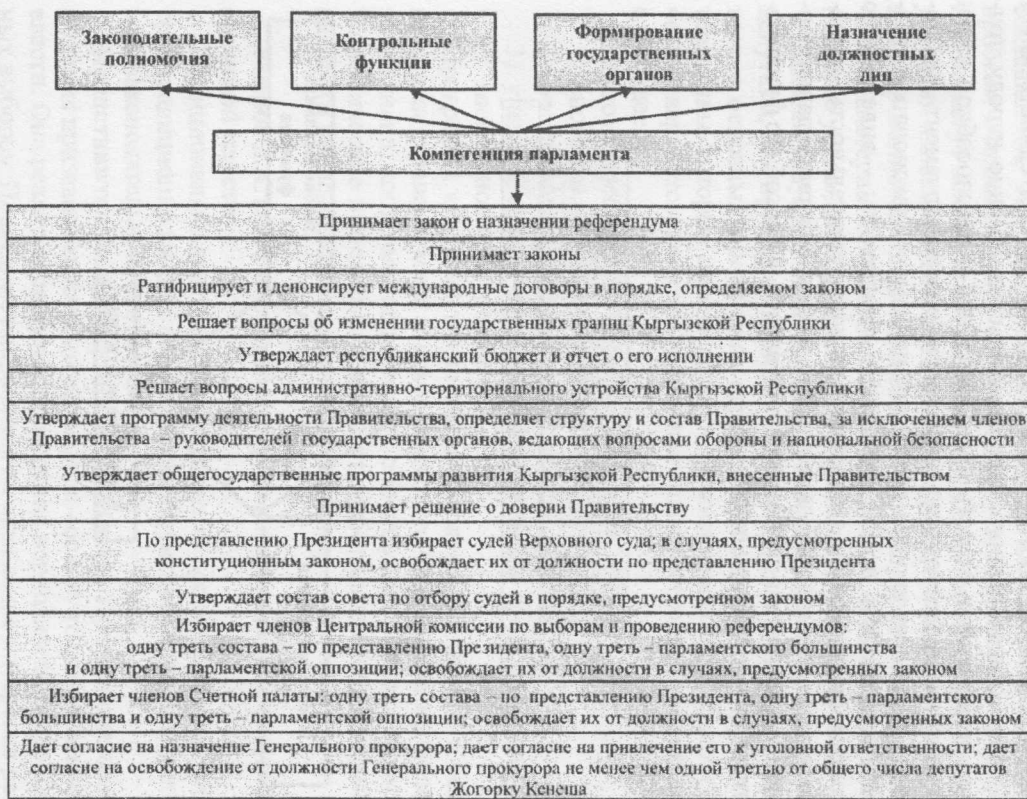 Законодательные
полномочия
Контрольные
функции
Формирование
государственных
органов
Назначение
должностных
лиц
Компетенция парламента
Принимает закон о назначении референдума
Принимает законы
Ратифицирует и денонсирует международные договоры в порядке, определяемом законом
Решает вопросы об изменении государственных границ Кыргызской Республики
Утверждает республиканский бюджет и отчет о его исполнении
Решает вопросы административно-территориального устройства Кыргызской Республики
Утверждает программу деятельности Правительства, определяет структуру и состав Правительства, за исключением членов
Правительства – руководителей государственных органов, ведающих вопросами обороны и национальной безопасности
Утверждает общегосударственные программы развития Кыргызской Республики, внесенные Правительством
Принимает решение о доверии Правительству
По представлению Президента избирает судей Верховного суда; в случаях, предусмотренных
конституционным законом, освобождает их от должности по представлению Президента
Утверждает состав совета по отбору судей в порядке, предусмотренном законом
Избирает членов Центральной комиссии по выборам и проведению референдумов:
одну треть состава – по представлению Президента, одну треть – парламентского большинства
и одну треть – парламентской оппозиции; освобождает их от должности в случаях, предусмотренных законом
Избирает членов Счетной палаты: одну треть состава – по представлению Президента, одну треть – парламентского
большинства и одну треть – парламентской оппозиции; освобождает их от должности в случаях, предусмотренных законом
Дает согласие на назначение Генерального прокурора; дает согласие на привлечение его к уголовной ответственности; дает
согласие на освобождение от должности Генерального прокурора не менее чем одной третью от общего числа депутатов
Жогорку Кенеша